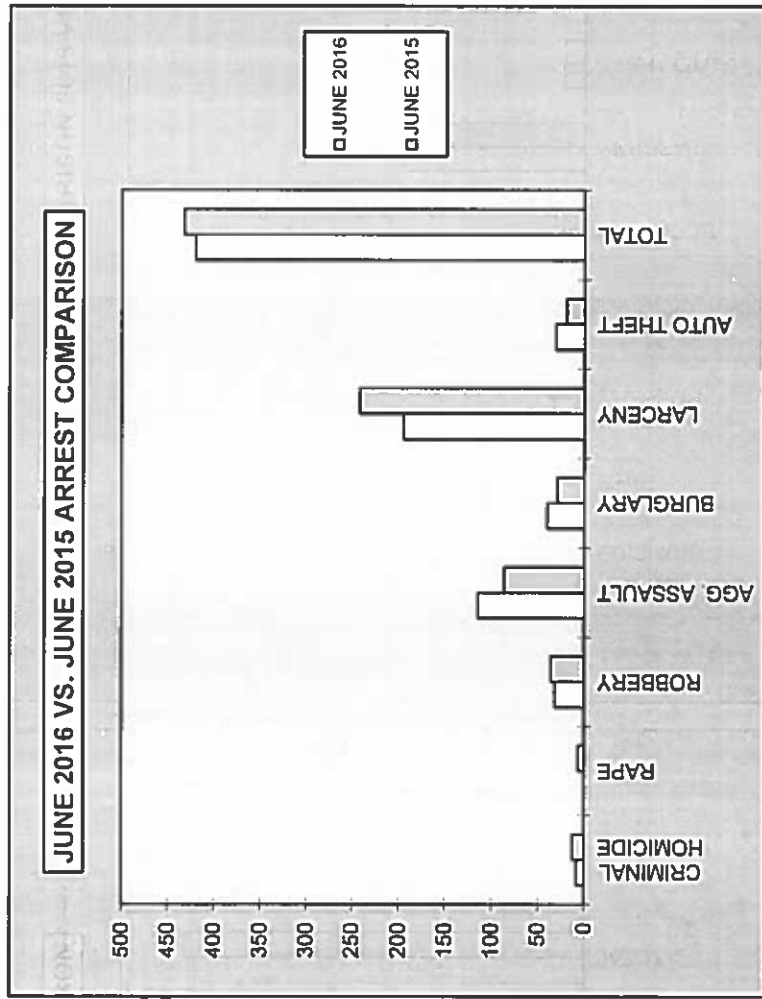 JUNE 2016 VS. JUNE 2015 ARREST COMPARISON
500
450
400
350
300
250
200
150
100
50
0
CRIMINAL
HOMICIDE
RAPE
ROBBERY
AGG. ASSAULT
BURGLARY
LARCENY
AUTO THEFT
TOTAL
JUNE 2016
JUNE 2015